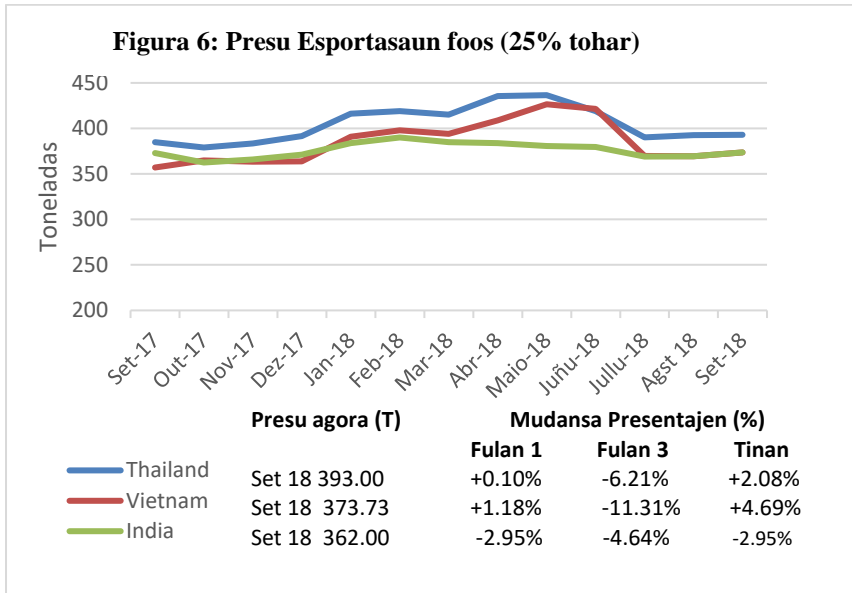 Figura 6: Presu Esportasaun foos (25% tohar)
450
400
350
300
250
200
Toneladas
Set-17 Out-17 Nov-17 Dez-17 Jan-18 Feb-18 Mar-18 Abr-18 Maio-18 Juñu-18 Jullu-18 Agst 18 Set-18
Presu agora (T) Mudansa Presentajen (%)
Fulan 1 Fulan 3 Tinan
Thailand Set 18 393.00 +0.10% -6.21% +2.08%
Vietnam Set 18 373.73 +1.18% -11.31% +4.69%
India Set 18 362.00 -2.95% -4.64% -2.95%